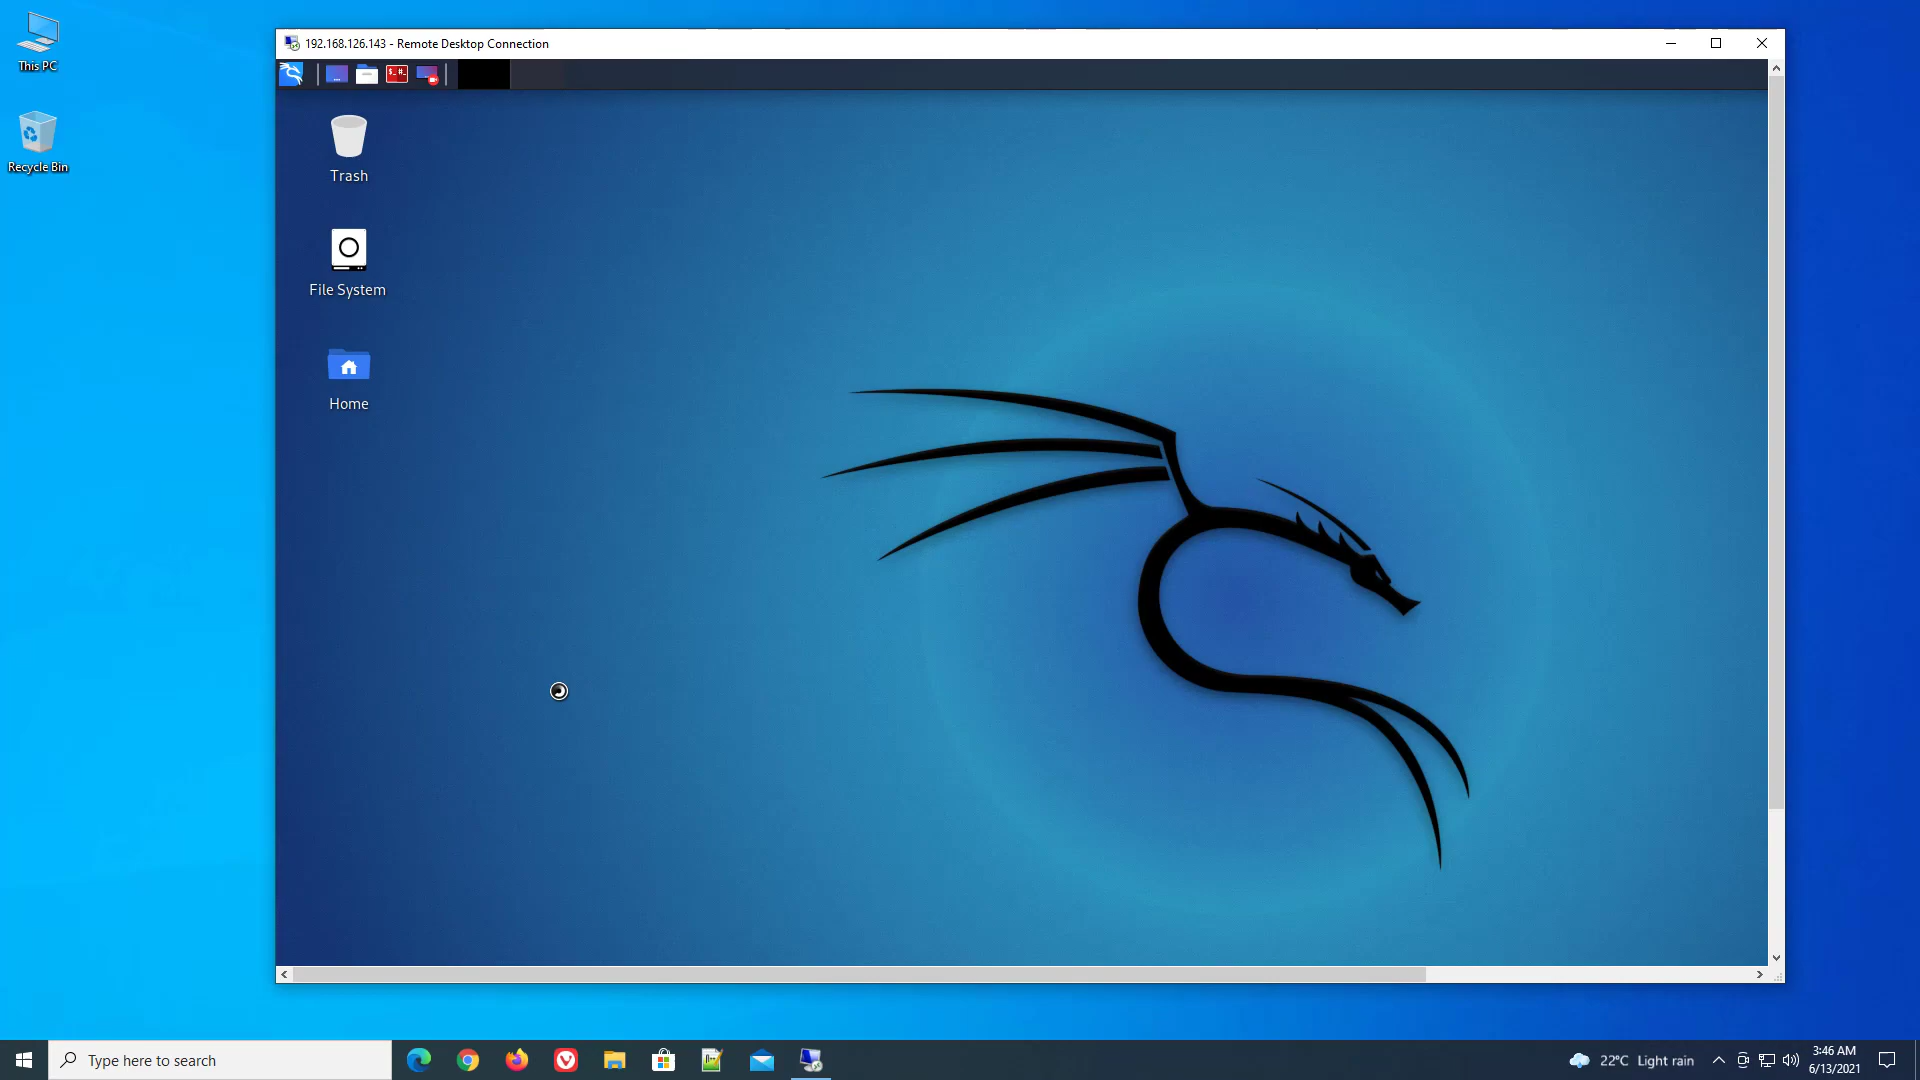 This PC
Recycle Bin
192.168.126.143 - Remote Desktop Connection
Trash
File System
Home
Type here to search
22°C Light rain
3:46 AM
6/13/2021